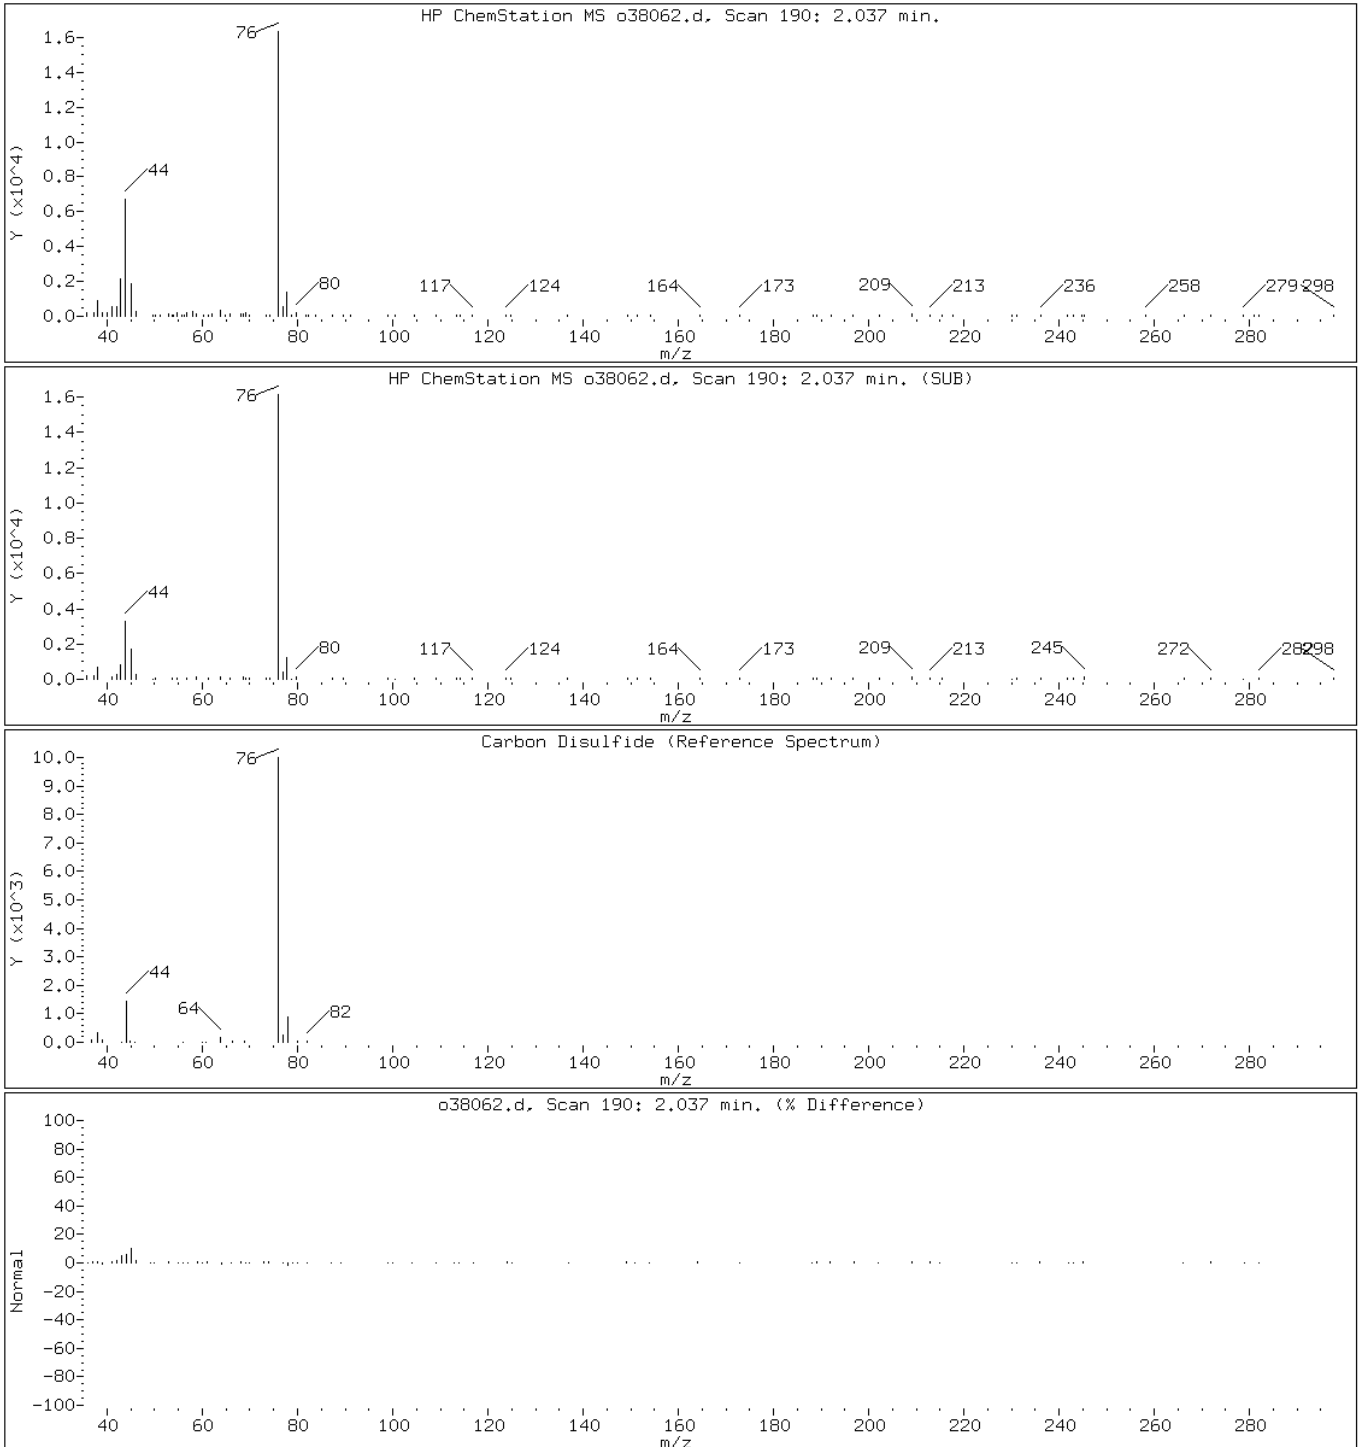 HP ChemStation MS o38062.d, Scan 190: 2.037 min.
76
1.6
1.4
1.2
1.0
44
0.8
0.6
0.4
0.2
80 117 124 164 173 209 213 236 258 279 298
0.0
40 60 80 100 120 140 160 180 200 220 240 260 280
m/z
Y (x10^4)
HP ChemStation MS o38062.d, Scan 190: 2.037 min. (SUB)
76
1.6
1.4
1.2
1.0
0.8
0.6
44
0.4
0.2
80 117 124 164 173 209 213 245 272 282 298
0.0
40 60 80 100 120 140 160 180 200 220 240 260 280
m/z
Y (x10^4)
Carbon Disulfide (Reference Spectrum)
10.0
76
9.0
8.0
7.0
6.0
5.0
4.0
3.0
44
2.0
64 82
1.0
0.0
40 60 80 100 120 140 160 180 200 220 240 260 280
m/z
Y (x10^3)
o38062.d, Scan 190: 2.037 min. (% Difference)
100
80
60
40
20
0
-20
-40
-60
-80
-100
40 60 80 100 120 140 160 180 200 220 240 260 280
m/z
Normal